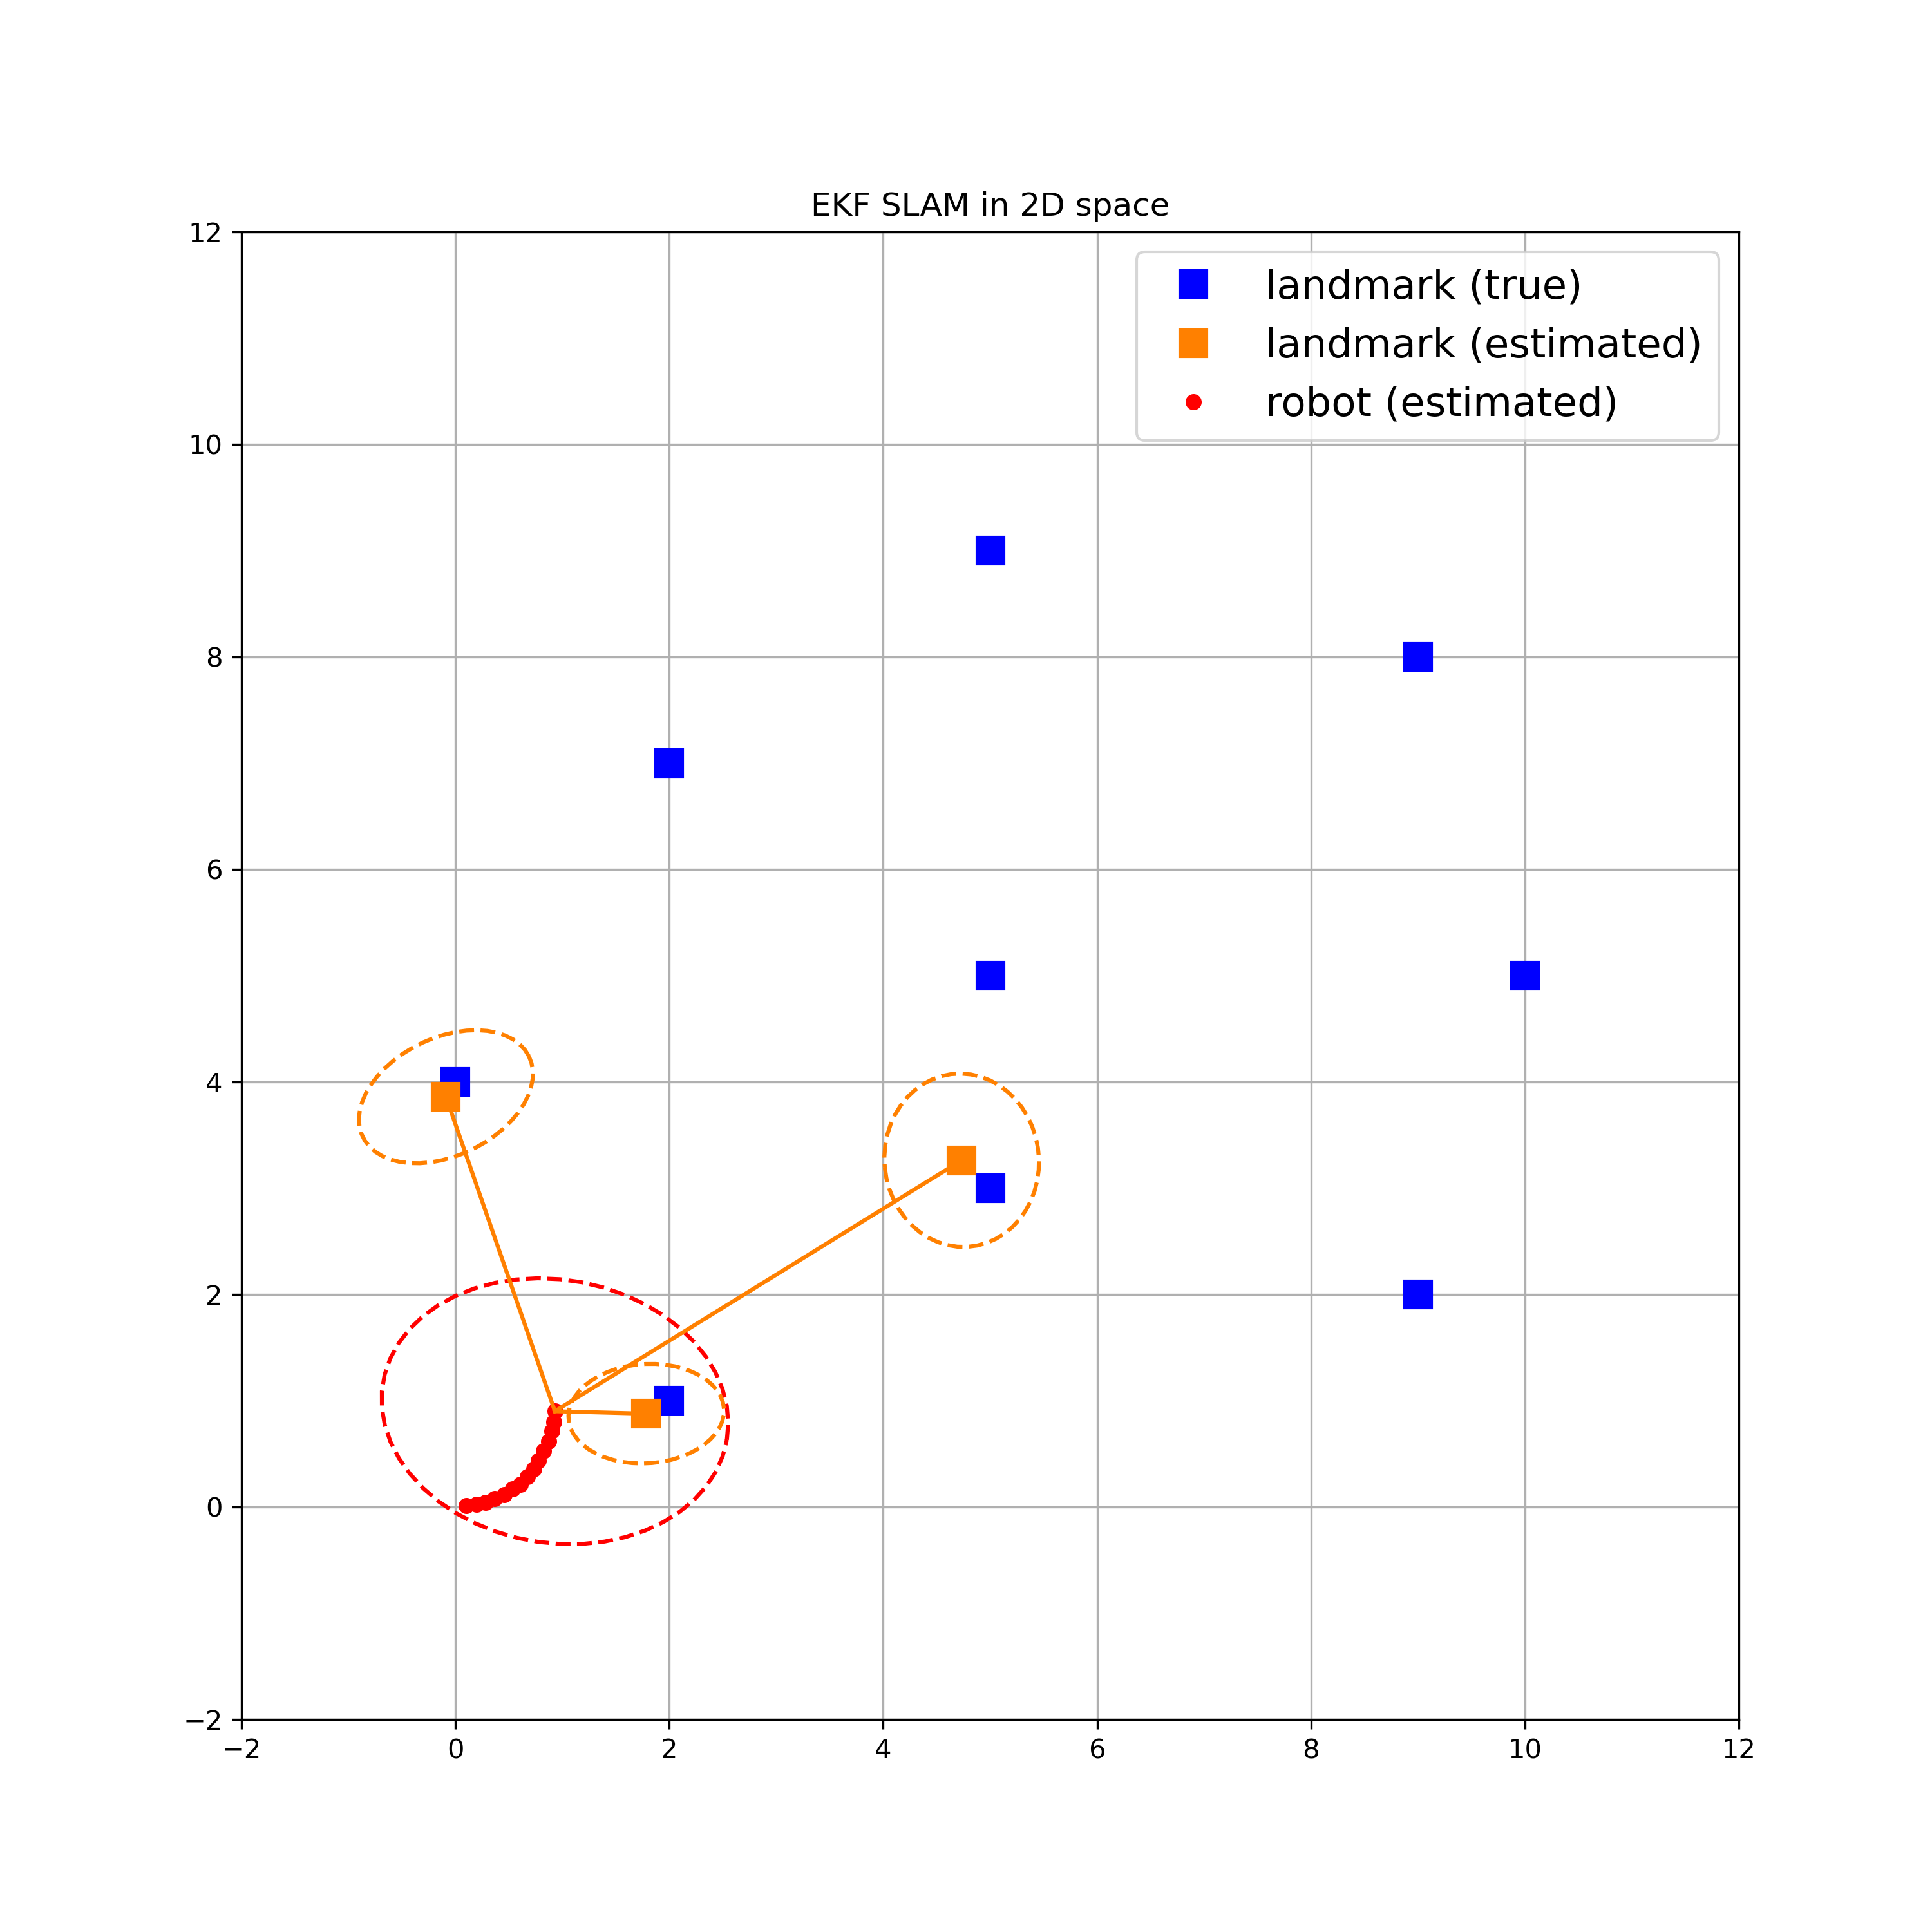 EKF SLAM in 2D space
landmark (true)
landmark (estimated)
robot (estimated)
12
10
8
6
4
2
0
−2
−2 0 2 4 6 8 10 12